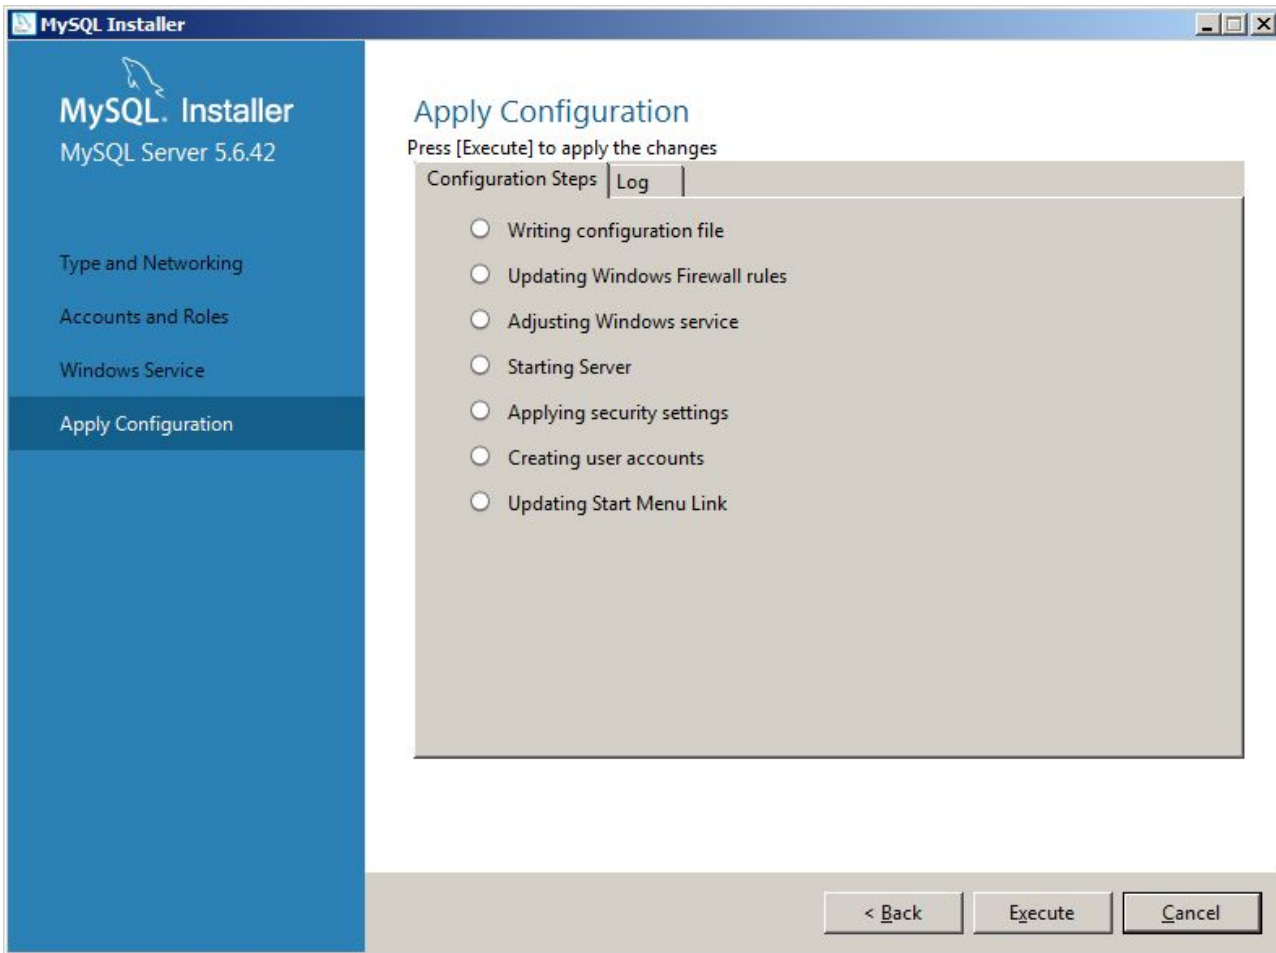 MySQL Installer
MySQL. Installer
MySQL Server 5.6.42
Type and Networking
Accounts and Roles
Windows Service
Apply Configuration
Apply Configuration
Press [Execute] to apply the changes
Configuration Steps
Log
Writing configuration file
Updating Windows Firewall rules
Adjusting Windows service
Starting Server
Applying security settings
Creating user accounts
Updating Start Menu Link
< Back
Execute
Cancel